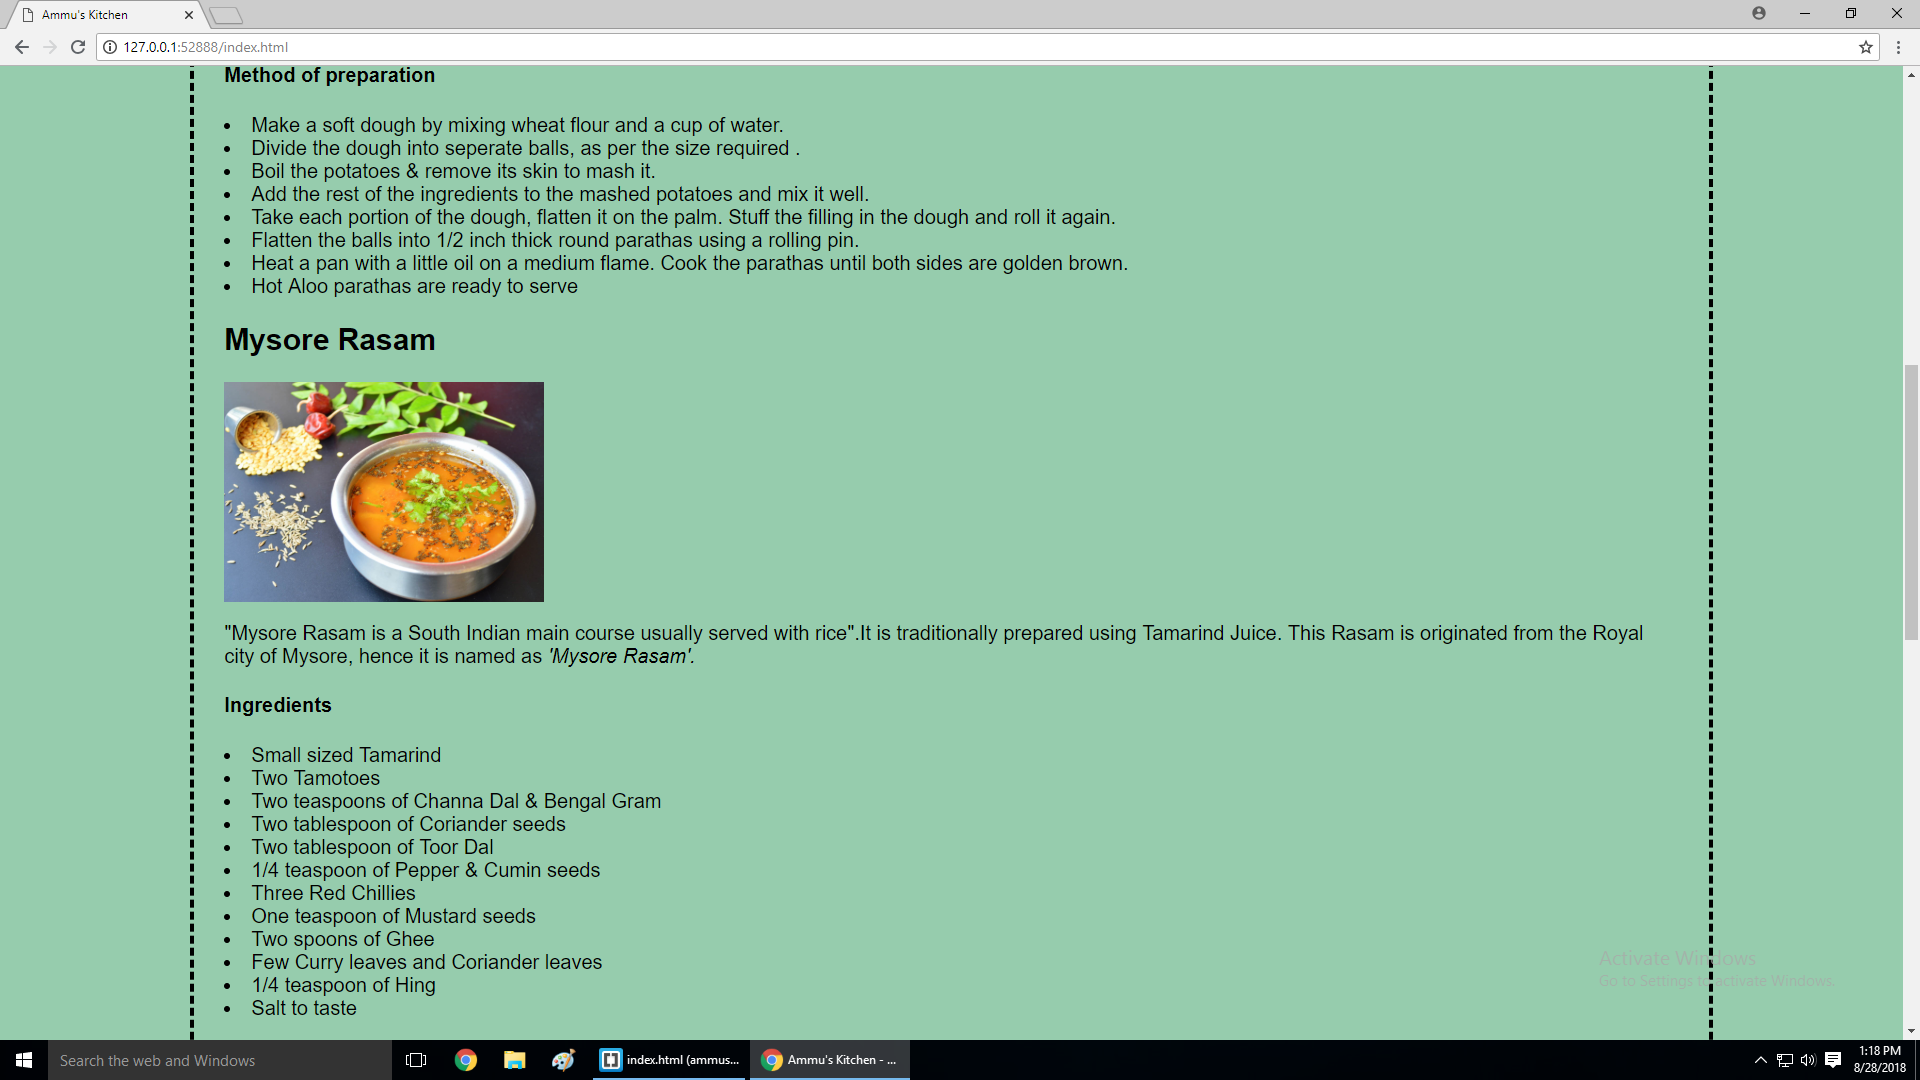 Ammu's Kitchen
127.0.0.1:52888/index.html
Method of preparation
Make a soft dough by mixing wheat flour and a cup of water.
Divide the dough into seperate balls, as per the size required .
Boil the potatoes & remove its skin to mash it.
Add the rest of the ingredients to the mashed potatoes and mix it well.
Take each portion of the dough, flatten it on the palm. Stuff the filling in the dough and roll it again.
Flatten the balls into 1/2 inch thick round parathas using a rolling pin.
Heat a pan with a little oil on a medium flame. Cook the parathas until both sides are golden brown.
Hot Aloo parathas are ready to serve
Mysore Rasam
"Mysore Rasam is a South Indian main course usually served with rice".It is traditionally prepared using Tamarind Juice. This Rasam is originated from the Royal
city of Mysore, hence it is named as 'Mysore Rasam'.
Ingredients
Small sized Tamarind
Two Tamotoes
Two teaspoons of Channa Dal & Bengal Gram
Two tablespoon of Coriander seeds
Two tablespoon of Toor Dal
1/4 teaspoon of Pepper & Cumin seeds
Three Red Chillies
One teaspoon of Mustard seeds
Two spoons of Ghee
Few Curry leaves and Coriander leaves
1/4 teaspoon of Hing
Salt to taste
Activate Windows
Go to Settings to activate Windows.
Search the web and Windows
index.html (ammus...
Ammu's Kitchen - ...
1:18 PM
8/28/2018